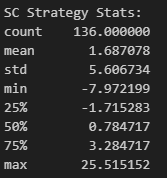 SC Strategy Stats:
count    136.000000
mean       1.687078
std        5.606734
min       -7.972199
25%       -1.715283
50%        0.784717
75%        3.284717
max       25.515152